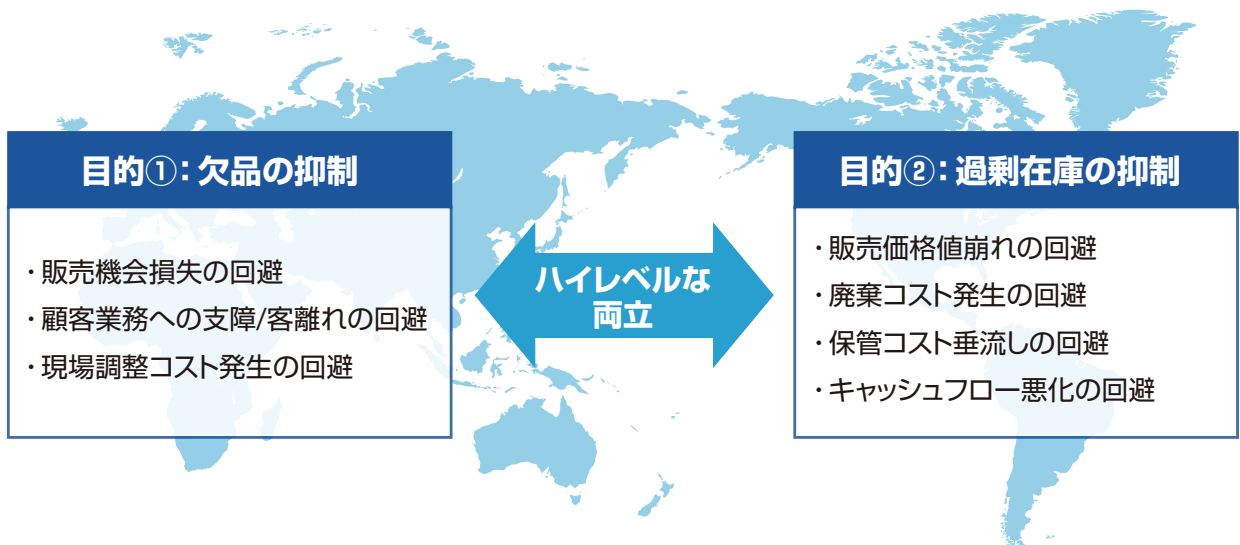 目的①：欠品の抑制
・販売機会損失の回避
・顧客業務への支障/客離れの回避
・現場調整コスト発生の回避
ハイレベルな
両立
目的②：過剰在庫の抑制
・販売価格値崩れの回避
・廃棄コスト発生の回避
・保管コスト垂流しの回避
・キャッシュフロー悪化の回避